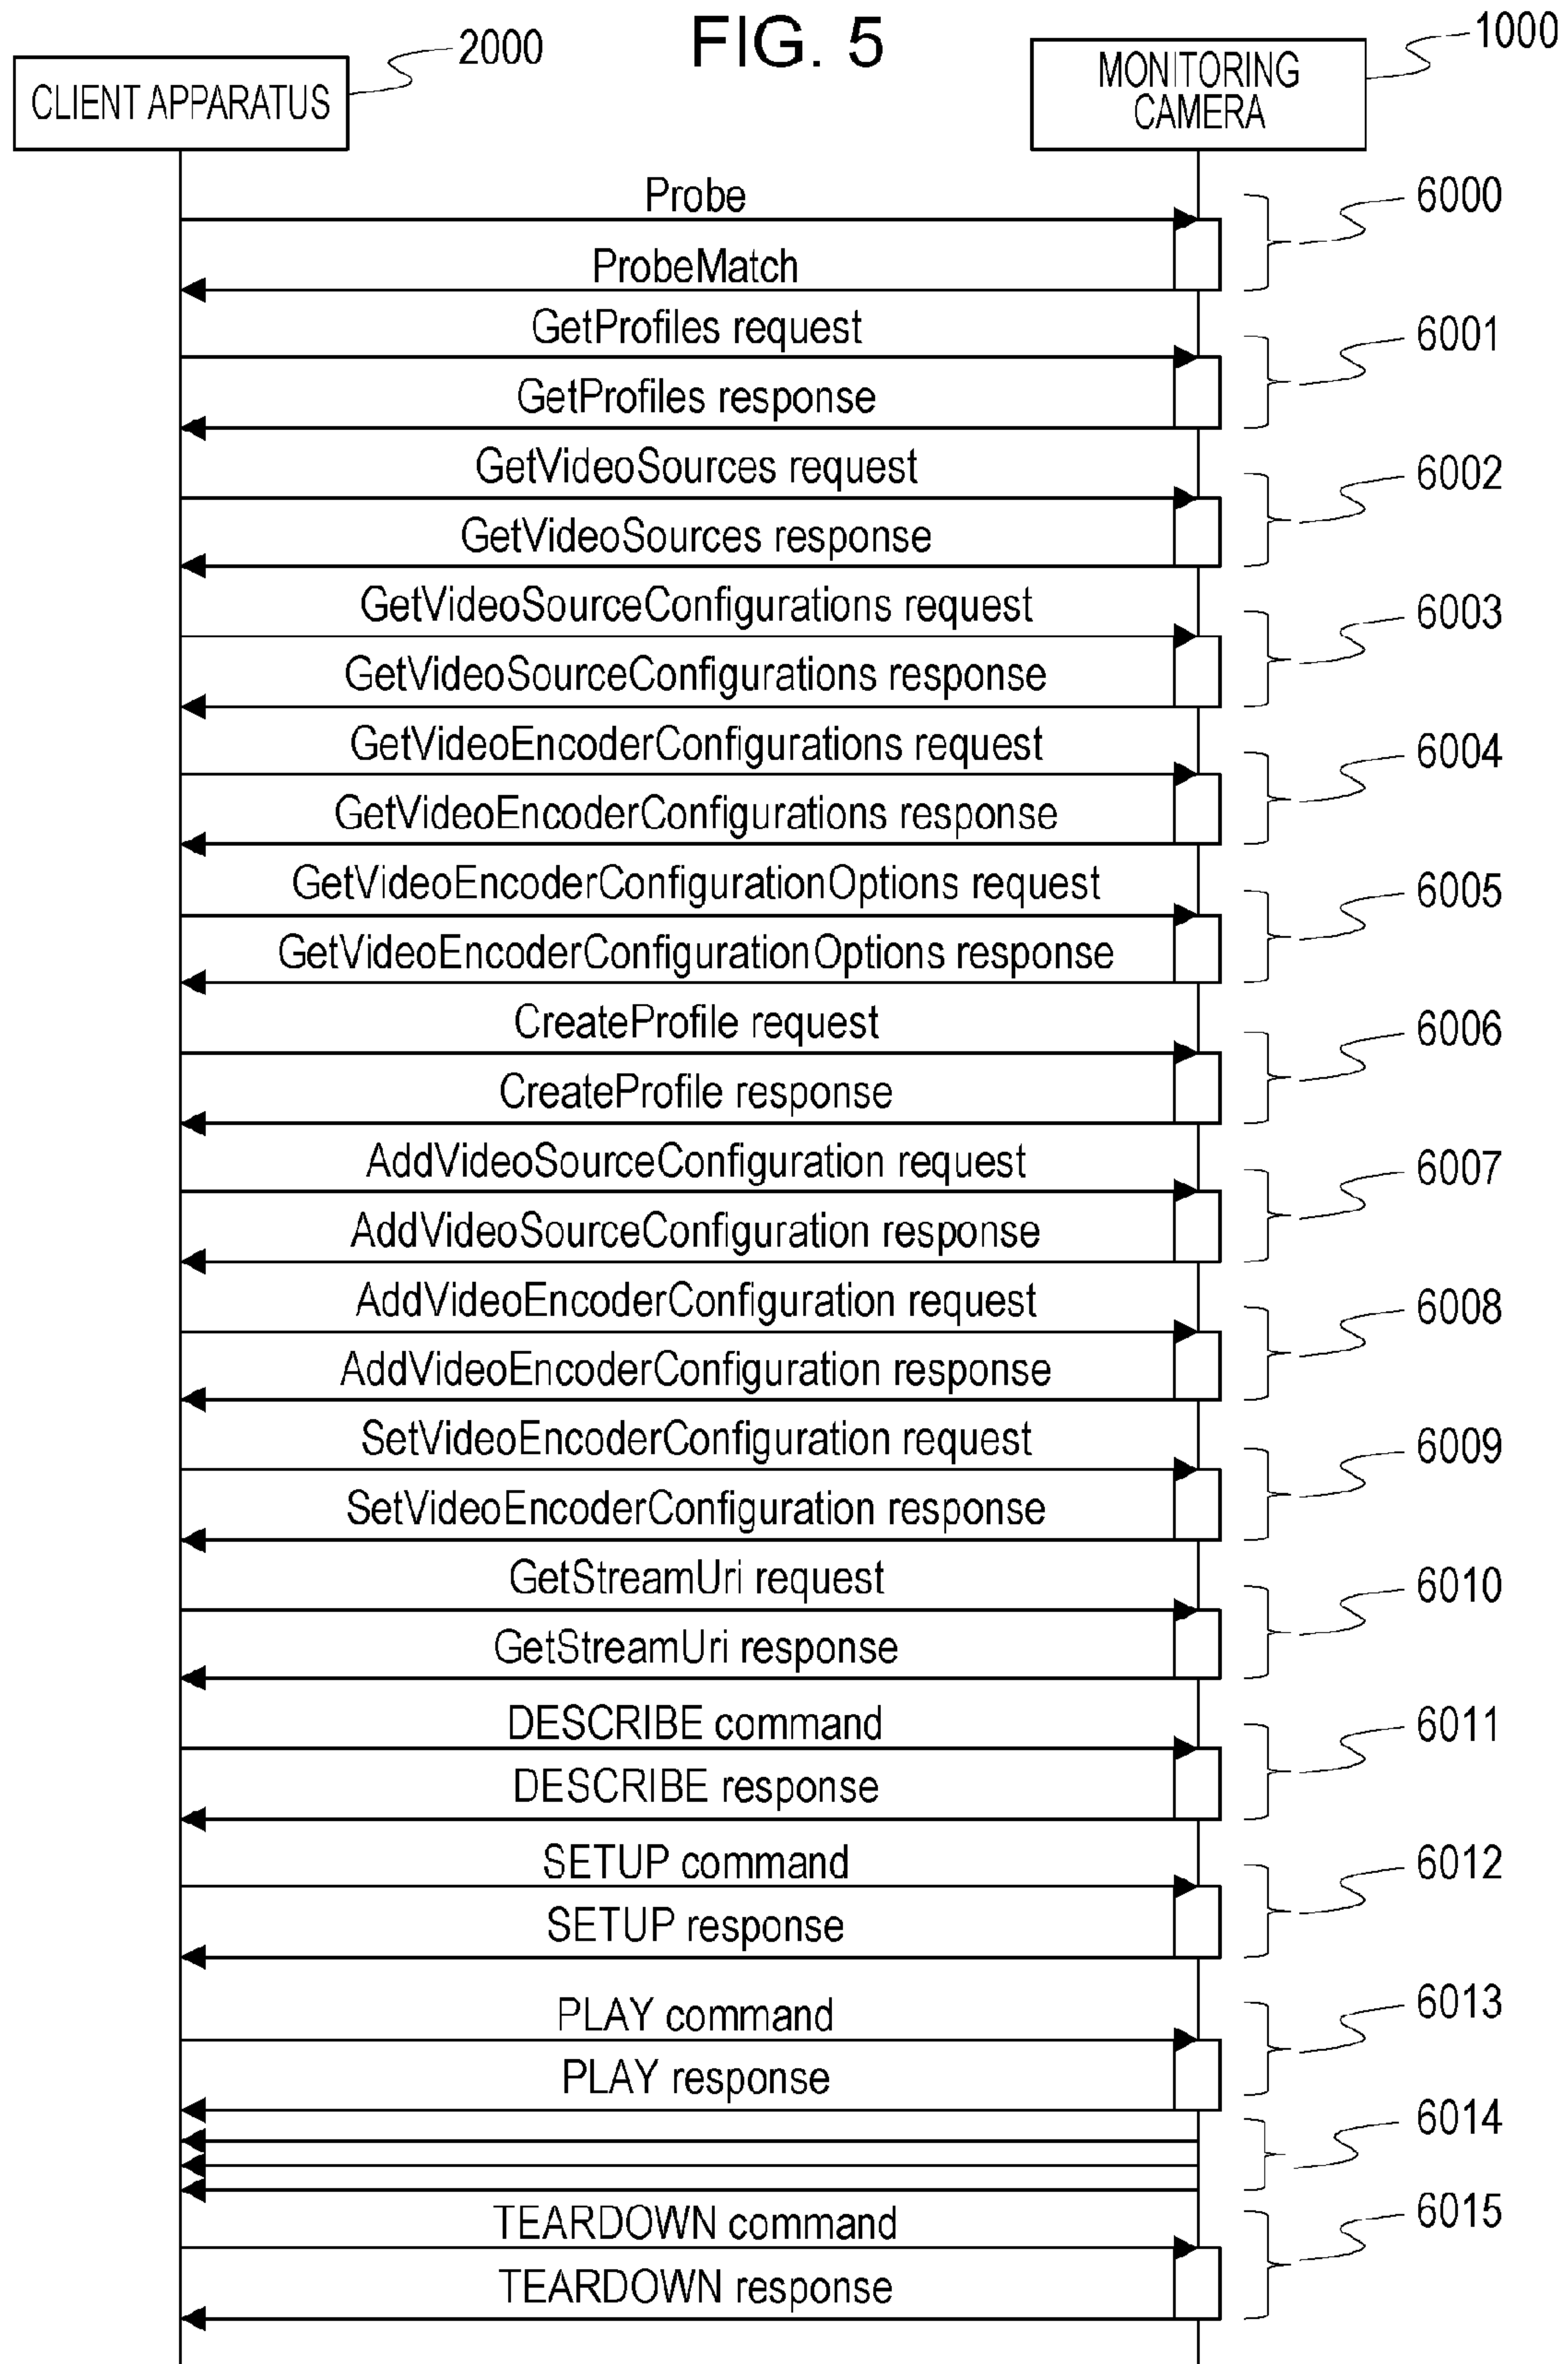 FIG. 5
2000
1000
CLIENT APPARATUS
MONITORING
CAMERA
Probe
6000
ProbeMatch
GetProfiles request
6001
GetProfiles response
GetVideoSources request
6002
GetVideoSources response
GetVideoSourceConfigurations request
6003
GetVideoSourceConfigurations response
GetVideoEncoderConfigurations request
6004
GetVideoEncoderConfigurations response
GetVideoEncoderConfigurationOptions request
6005
GetVideoEncoderConfigurationOptions response
CreateProfile request
6006
CreateProfile response
AddVideoSourceConfiguration request
6007
AddVideoSourceConfiguration response
AddVideoEncoderConfiguration request
6008
AddVideoEncoderConfiguration response
SetVideoEncoderConfiguration request
6009
SetVideoEncoderConfiguration response
GetStreamUri request
6010
GetStreamUri response
DESCRIBE command
6011
DESCRIBE response
SETUP command
6012
SETUP response
PLAY command
6013
PLAY response
6014
TEARDOWN command
6015
TEARDOWN response